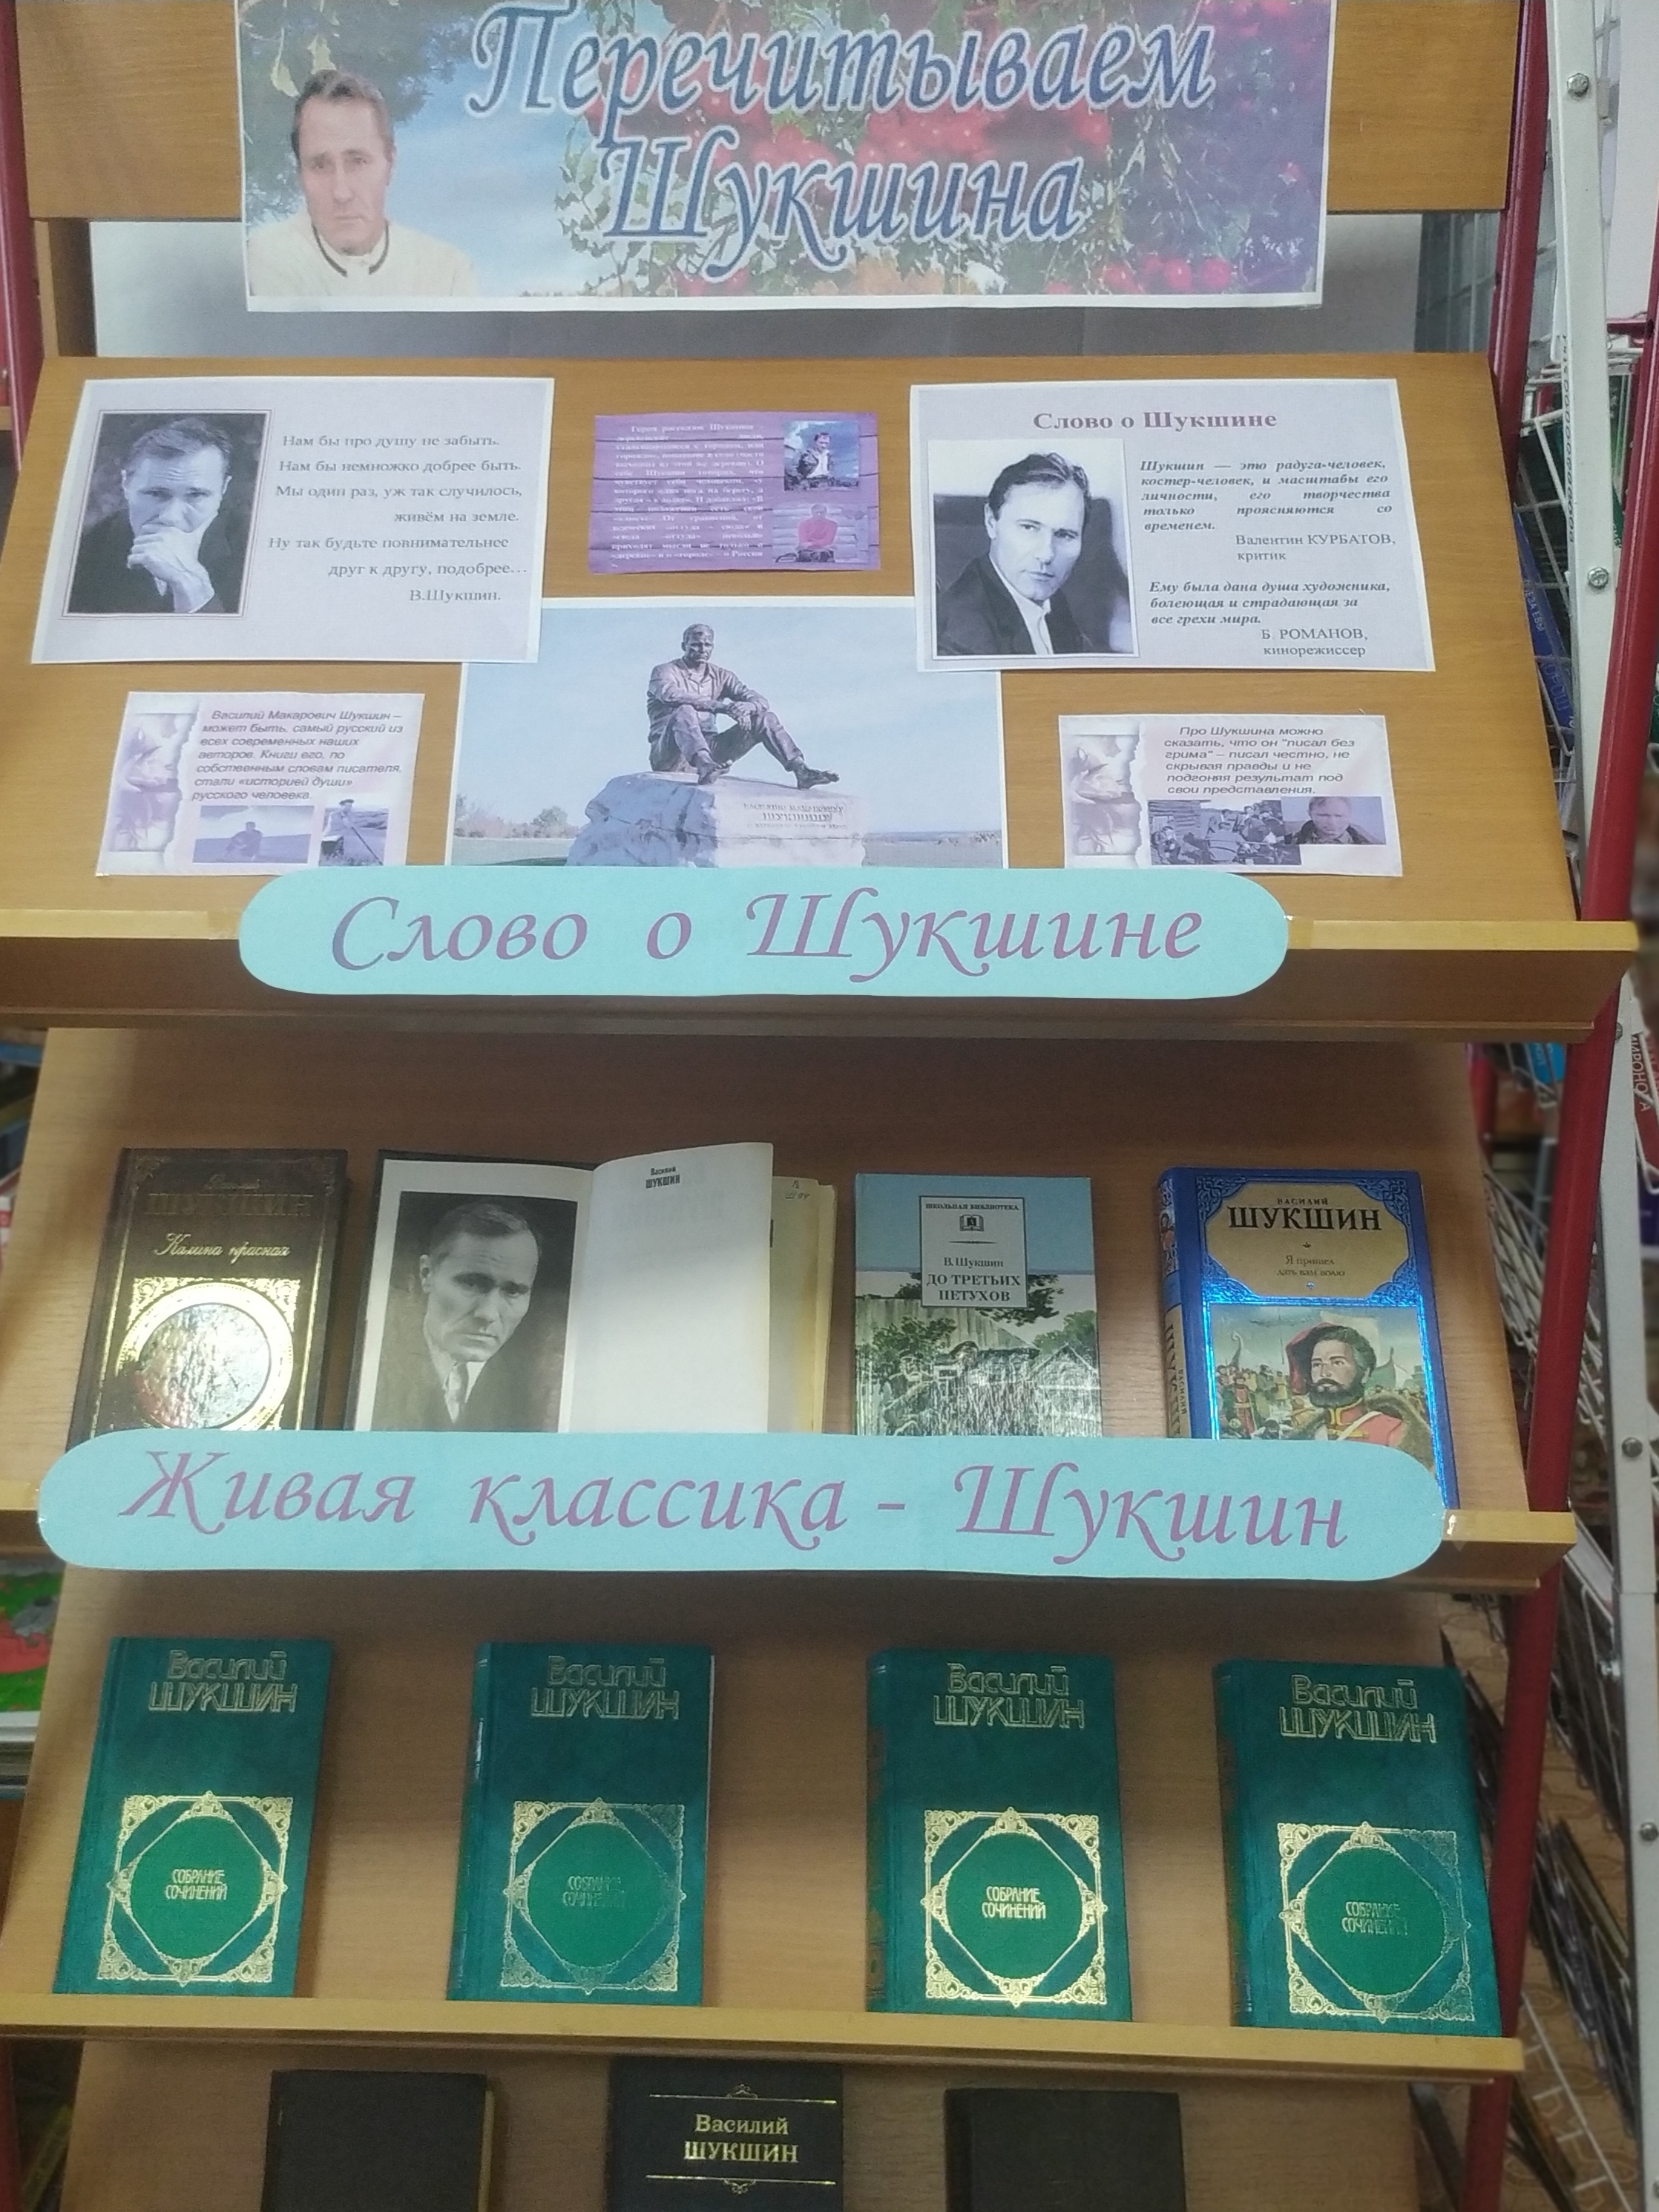 Перечитываем
Шукшина
Нам бы про душу не забыть.
Нам бы немножко добрее быть.
Мы один раз, уж так случилось,
живём на земле.
Ну так будьте повнимательнее
друг к другу, подобрее...
В.Шукшин.
Герои рассказов Шукшина –
Слово о Шукшине
Шукшин — это радуга-человек,
костер-человек, и масштабы его
личности, его творчества
только проясняются со
временем.
Валентин КУРБАТОВ,
критик
Ему была дана душа художника,
болеющая и страдающая за
все грехи мира.
Б. РОМАНОВ,
кинорежиссер
Василий Макарович Шукшин –
может быть, самый русский из
всех современных наших
авторов. Книги его, по
собственным словам писателя,
стали «историей души»
русского человека.
Про Шукшина можно
сказать, что он "писал без
грима" – писал честно, не
скрывая правды и не
подгоняя результат под
свои представления.
Слово о Шукшине
Василий
ШУКШИН
Калина красная
Василий
ШУКШИН
ШКОЛЬНАЯ БИБЛИОТЕКА
В. Шукшин
ДО ТРЕТЬИХ
ПЕТУХОВ
ВАСИЛИЙ
ШУКШИН
Я пришел
дать вам волю
Живая классика - Шукшин
Василий
ШУКШИН
СОБРАНИЕ
СОЧИНЕНИЙ
Василий
ШУКШИН
СОБРАНИЕ
СОЧИНЕНИЙ
Василий
ШУКШИН
СОБРАНИЕ
СОЧИНЕНИЙ
Василий
ШУКШИН
СОБРАНИЕ
СОЧИНЕНИЙ
Василий
ШУКШИН